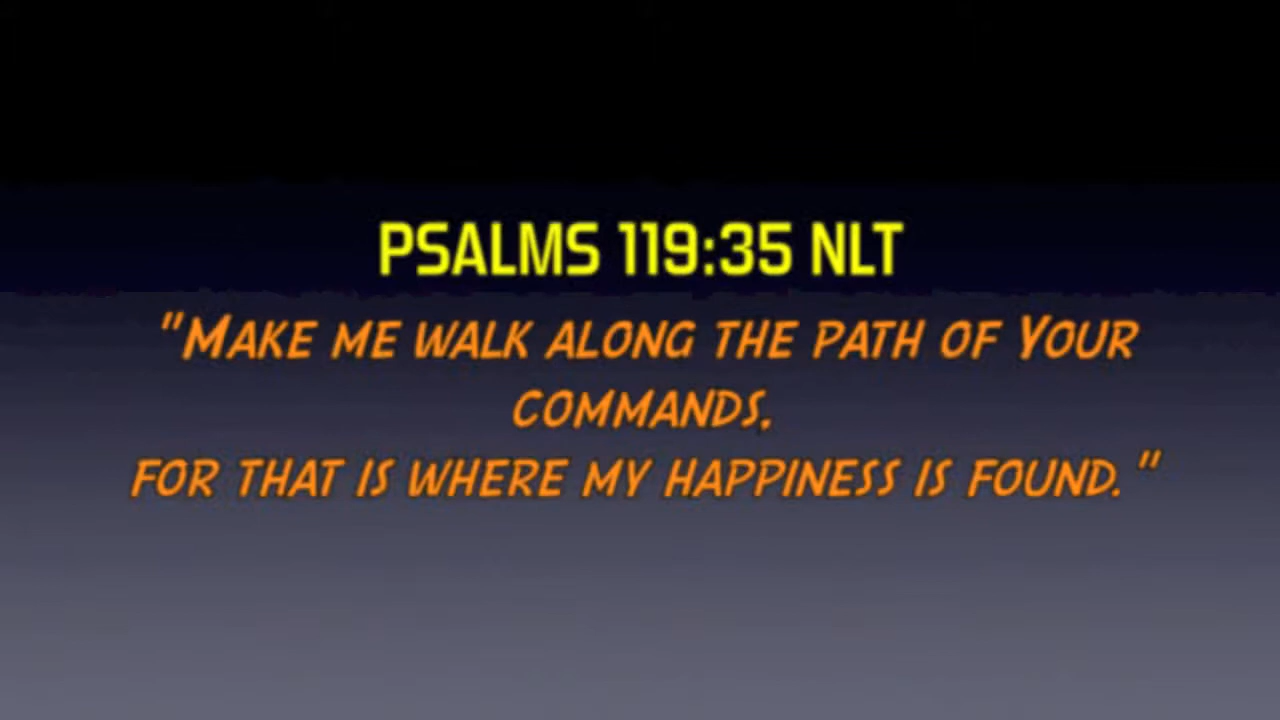 PSALMS 119:35 NLT
"MAKE ME WALK ALONG THE PATH OF YOUR
COMMANDS,
FOR THAT IS WHERE MY HAPPINESS IS FOUND."